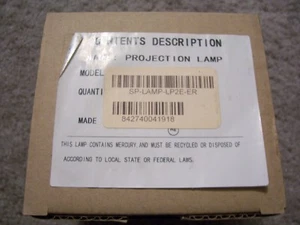 CONTENTS DESCRIPTION
PROJECTION LAMP
MODEL
QUANTI
SP-LAMP-LP2E-ER
MADE
842740041918
THIS LAMP CONTAINS MERCURY, AND MUST BE RECYCLED OR DISPOSED OF
ACCORDING TO LOCAL STATE OR FEDERAL LAWS.